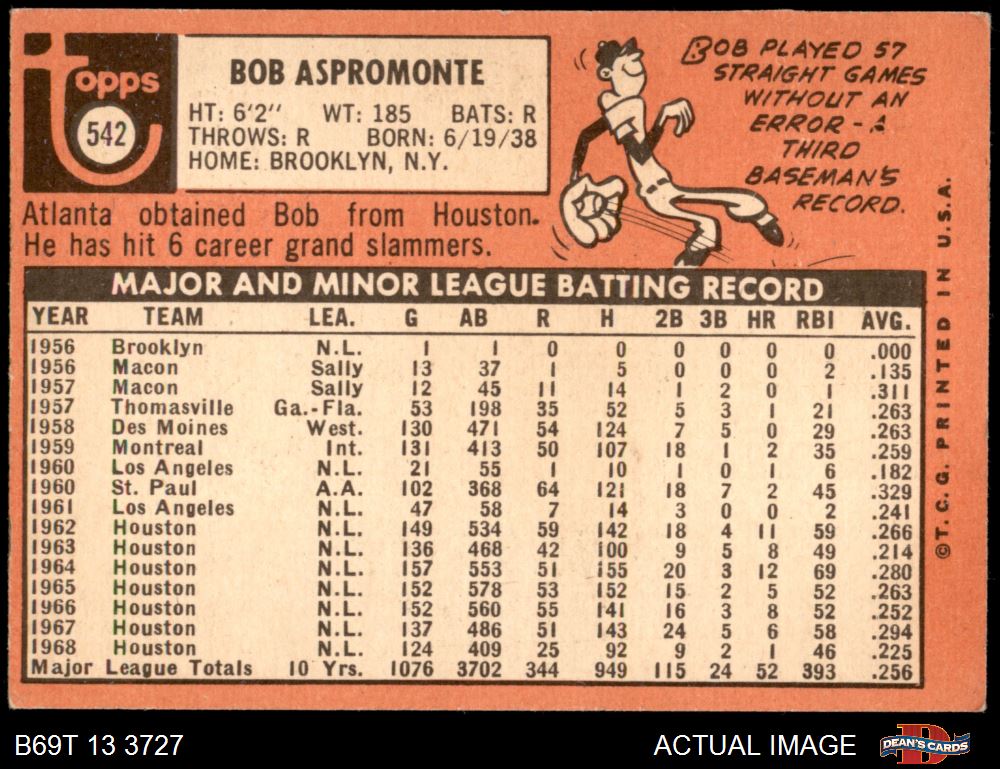 Topps
542
BOB ASPROMONTE
HT: 6'2" WT: 185 BATS: R
THROWS: R BORN: 6/19/38
HOME: BROOKLYN, N.Y.
BOB PLAYED 57
STRAIGHT GAMES
WITHOUT AN
ERROR - A
THIRD
BASEMAN'S
RECORD.
Atlanta obtained Bob from Houston.
He has hit 6 career grand slammers.
MAJOR AND MINOR LEAGUE BATTING RECORD
YEAR TEAM LEA. G AB R H 2B 3B HR RBI AVG.
1956 Brooklyn N.L. 1 1 0 0 0 0 0 0 .000
1956 Macon Sally 13 37 1 5 0 0 0 2 .135
1957 Macon Sally 12 45 11 14 1 2 0 1 .311
1957 Thomasville Ga.-Fla. 53 198 35 52 5 3 1 21 .263
1958 Des Moines West. 130 471 54 124 7 5 0 29 .263
1959 Montreal Int. 131 413 50 107 18 1 2 35 .259
1960 Los Angeles N.L. 21 55 1 10 1 0 1 6 .182
1960 St. Paul A.A. 102 368 64 121 18 7 2 45 .329
1961 Los Angeles N.L. 47 58 7 14 3 0 0 2 .241
1962 Houston N.L. 149 534 59 142 18 4 11 59 .266
1963 Houston N.L. 136 468 42 100 9 5 8 49 .214
1964 Houston N.L. 157 553 51 155 20 3 12 69 .280
1965 Houston N.L. 152 578 53 152 15 2 5 52 .263
1966 Houston N.L. 152 560 55 141 16 3 8 52 .252
1967 Houston N.L. 137 486 51 143 24 5 6 58 .294
1968 Houston N.L. 124 409 25 92 9 2 1 46 .225
Major League Totals 10 Yrs. 1076 3702 344 949 115 24 52 393 .256
© T. C. G. PRINTED IN U.S.A.
B69T 13 3727
ACTUAL IMAGE
DEAN'S CARDS